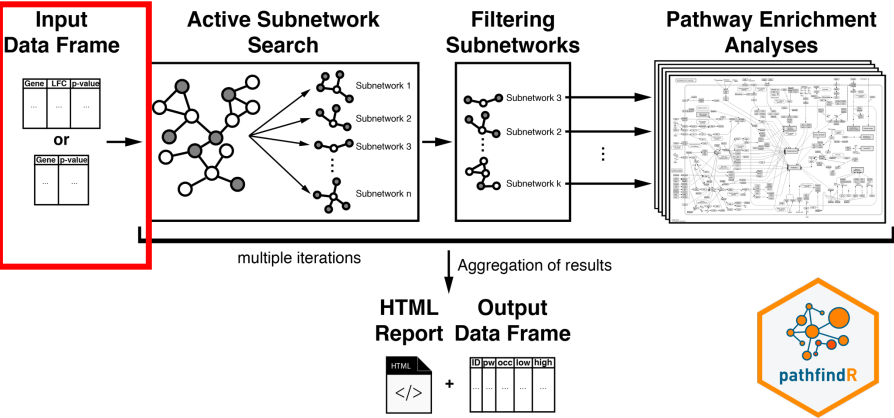 Input
Data Frame
Gene LFC p-value
... ... ...
or
Gene p-value
... ...
Active Subnetwork
Search
Subnetwork 1
Subnetwork 2
Subnetwork 3
Subnetwork n
Filtering
Subnetworks
Subnetwork 3
Subnetwork 2
Subnetwork k
Pathway Enrichment
Analyses
multiple iterations
Aggregation of results
HTML
Report
HTML
</>
+
Output
Data Frame
ID pw occ low high
... ... ... ... ...
pathfindR